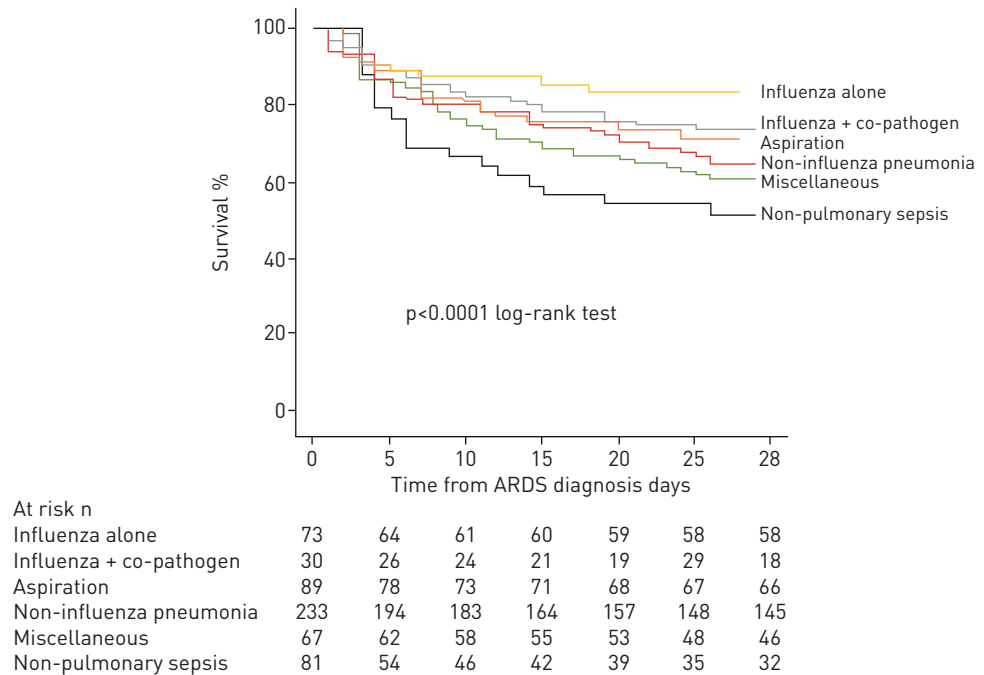 100
80
60
40
20
0
Survival %
Influenza alone
Influenza + co-pathogen
Aspiration
Non-influenza pneumonia
Miscellaneous
Non-pulmonary sepsis
p<0.0001 log-rank test
0 5 10 15 20 25 28
Time from ARDS diagnosis days
At risk n
Influenza alone 73 64 61 60 59 58 58
Influenza + co-pathogen 30 26 24 21 19 29 18
Aspiration 89 78 73 71 68 67 66
Non-influenza pneumonia 233 194 183 164 157 148 145
Miscellaneous 67 62 58 55 53 48 46
Non-pulmonary sepsis 81 54 46 42 39 35 32